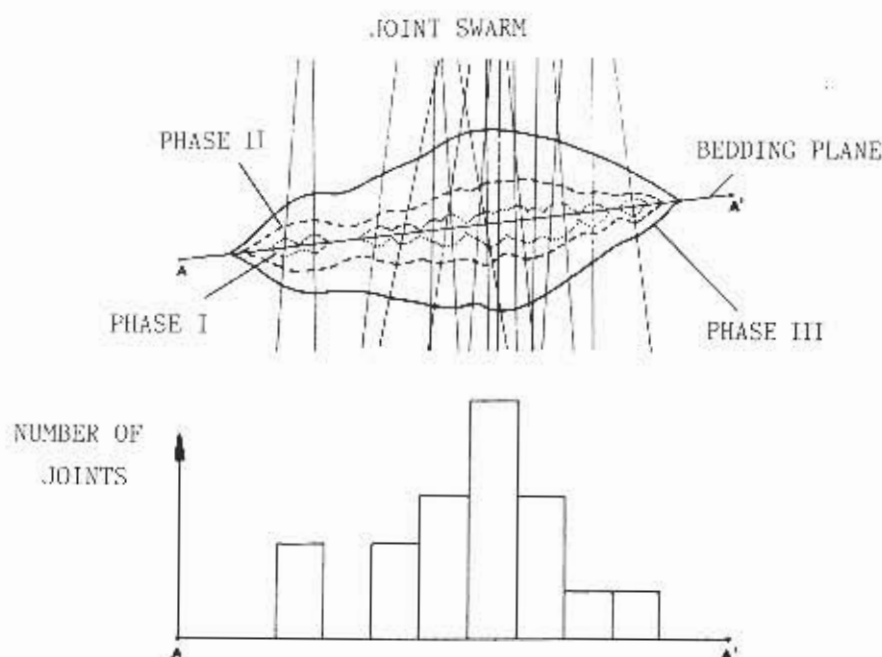 JOINT SWARM
PHASE II
BEDDING PLANE
A'
A
PHASE I
PHASE III
NUMBER OF
JOINTS
A
A'